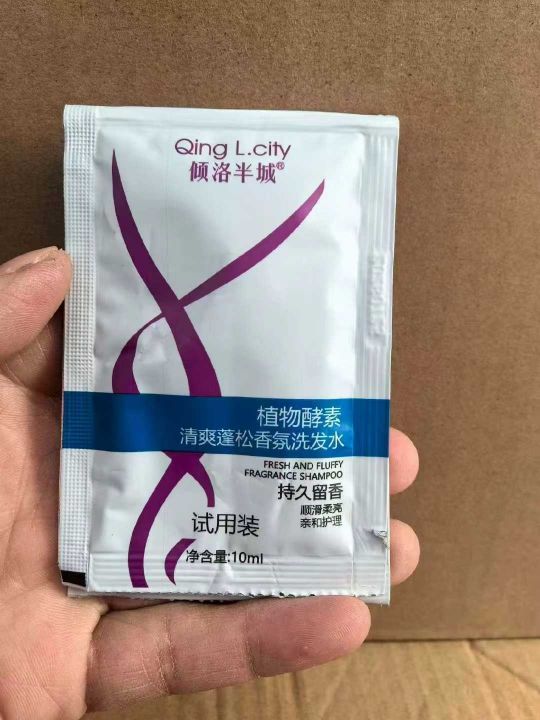 Qing L.city
倾洛半城®
植物酵素
清爽蓬松香氛洗发水
FRESH AND FLUFFY
FRAGRANCE SHAMPOO
持久留香
顺滑柔亮
亲和护理
试用装
净含量:10ml